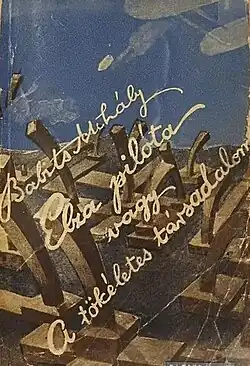 Babits Mihály
Elza pilóta
vagy
A tökéletes társadalom